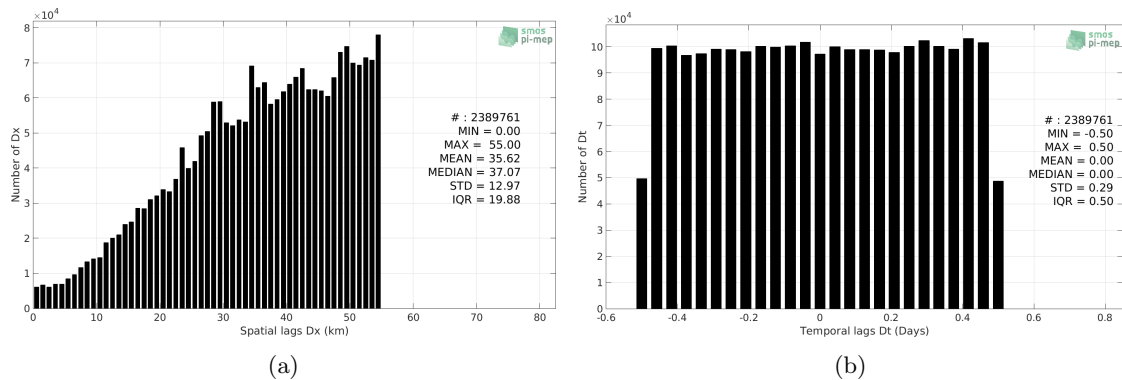 ×10⁴
8
7
6
5
4
3
2
1
0
Number of Dx
smos
pi-mep
# : 2389761
MIN = 0.00
MAX = 55.00
MEAN = 35.62
MEDIAN = 37.07
STD = 12.97
IQR = 19.88
0 10 20 30 40 50 60 70 80
Spatial lags Dx (km)
(a)
×10⁴
10
9
8
7
6
5
4
3
2
1
0
Number of Dt
smos
pi-mep
# : 2389761
MIN = -0.50
MAX = 0.50
MEAN = 0.00
MEDIAN = 0.00
STD = 0.29
IQR = 0.50
-0.6 -0.4 -0.2 0 0.2 0.4 0.6 0.8
Temporal lags Dt (Days)
(b)